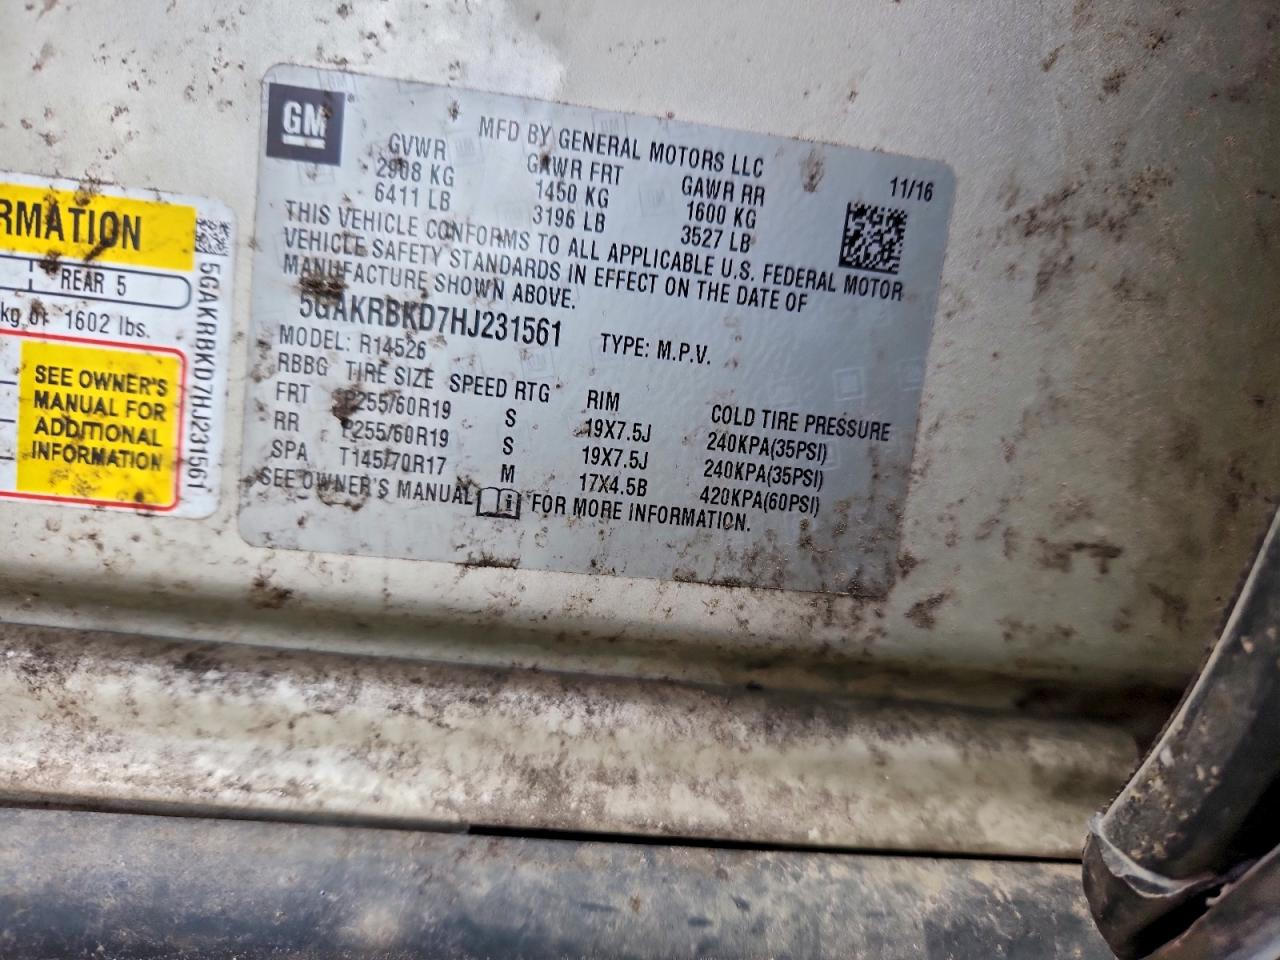 GM
MFD BY GENERAL MOTORS LLC 11/16
GVWR GAWR FRT GAWR RR
2908 KG 1450 KG 1600 KG
6411 LB 3196 LB 3527 LB
THIS VEHICLE CONFORMS TO ALL APPLICABLE U.S. FEDERAL MOTOR
VEHICLE SAFETY STANDARDS IN EFFECT ON THE DATE OF
MANUFACTURE SHOWN ABOVE.
5GAKRBKD7HJ231561 TYPE: M.P.V.
MODEL: R14526
RBBG TIRE SIZE SPEED RTG RIM COLD TIRE PRESSURE
FRT P255/60R19 S 19X7.5J 240KPA(35PSI)
RR P255/60R19 S 19X7.5J 240KPA(35PSI)
SPA T145/70R17 M 17X4.5B 420KPA(60PSI)
SEE OWNER'S MANUAL i FOR MORE INFORMATION.
RMATION
REAR 5
kg or 1602 lbs.
SEE OWNER'S
MANUAL FOR
ADDITIONAL
INFORMATION
5GAKRBKD7HJ231561